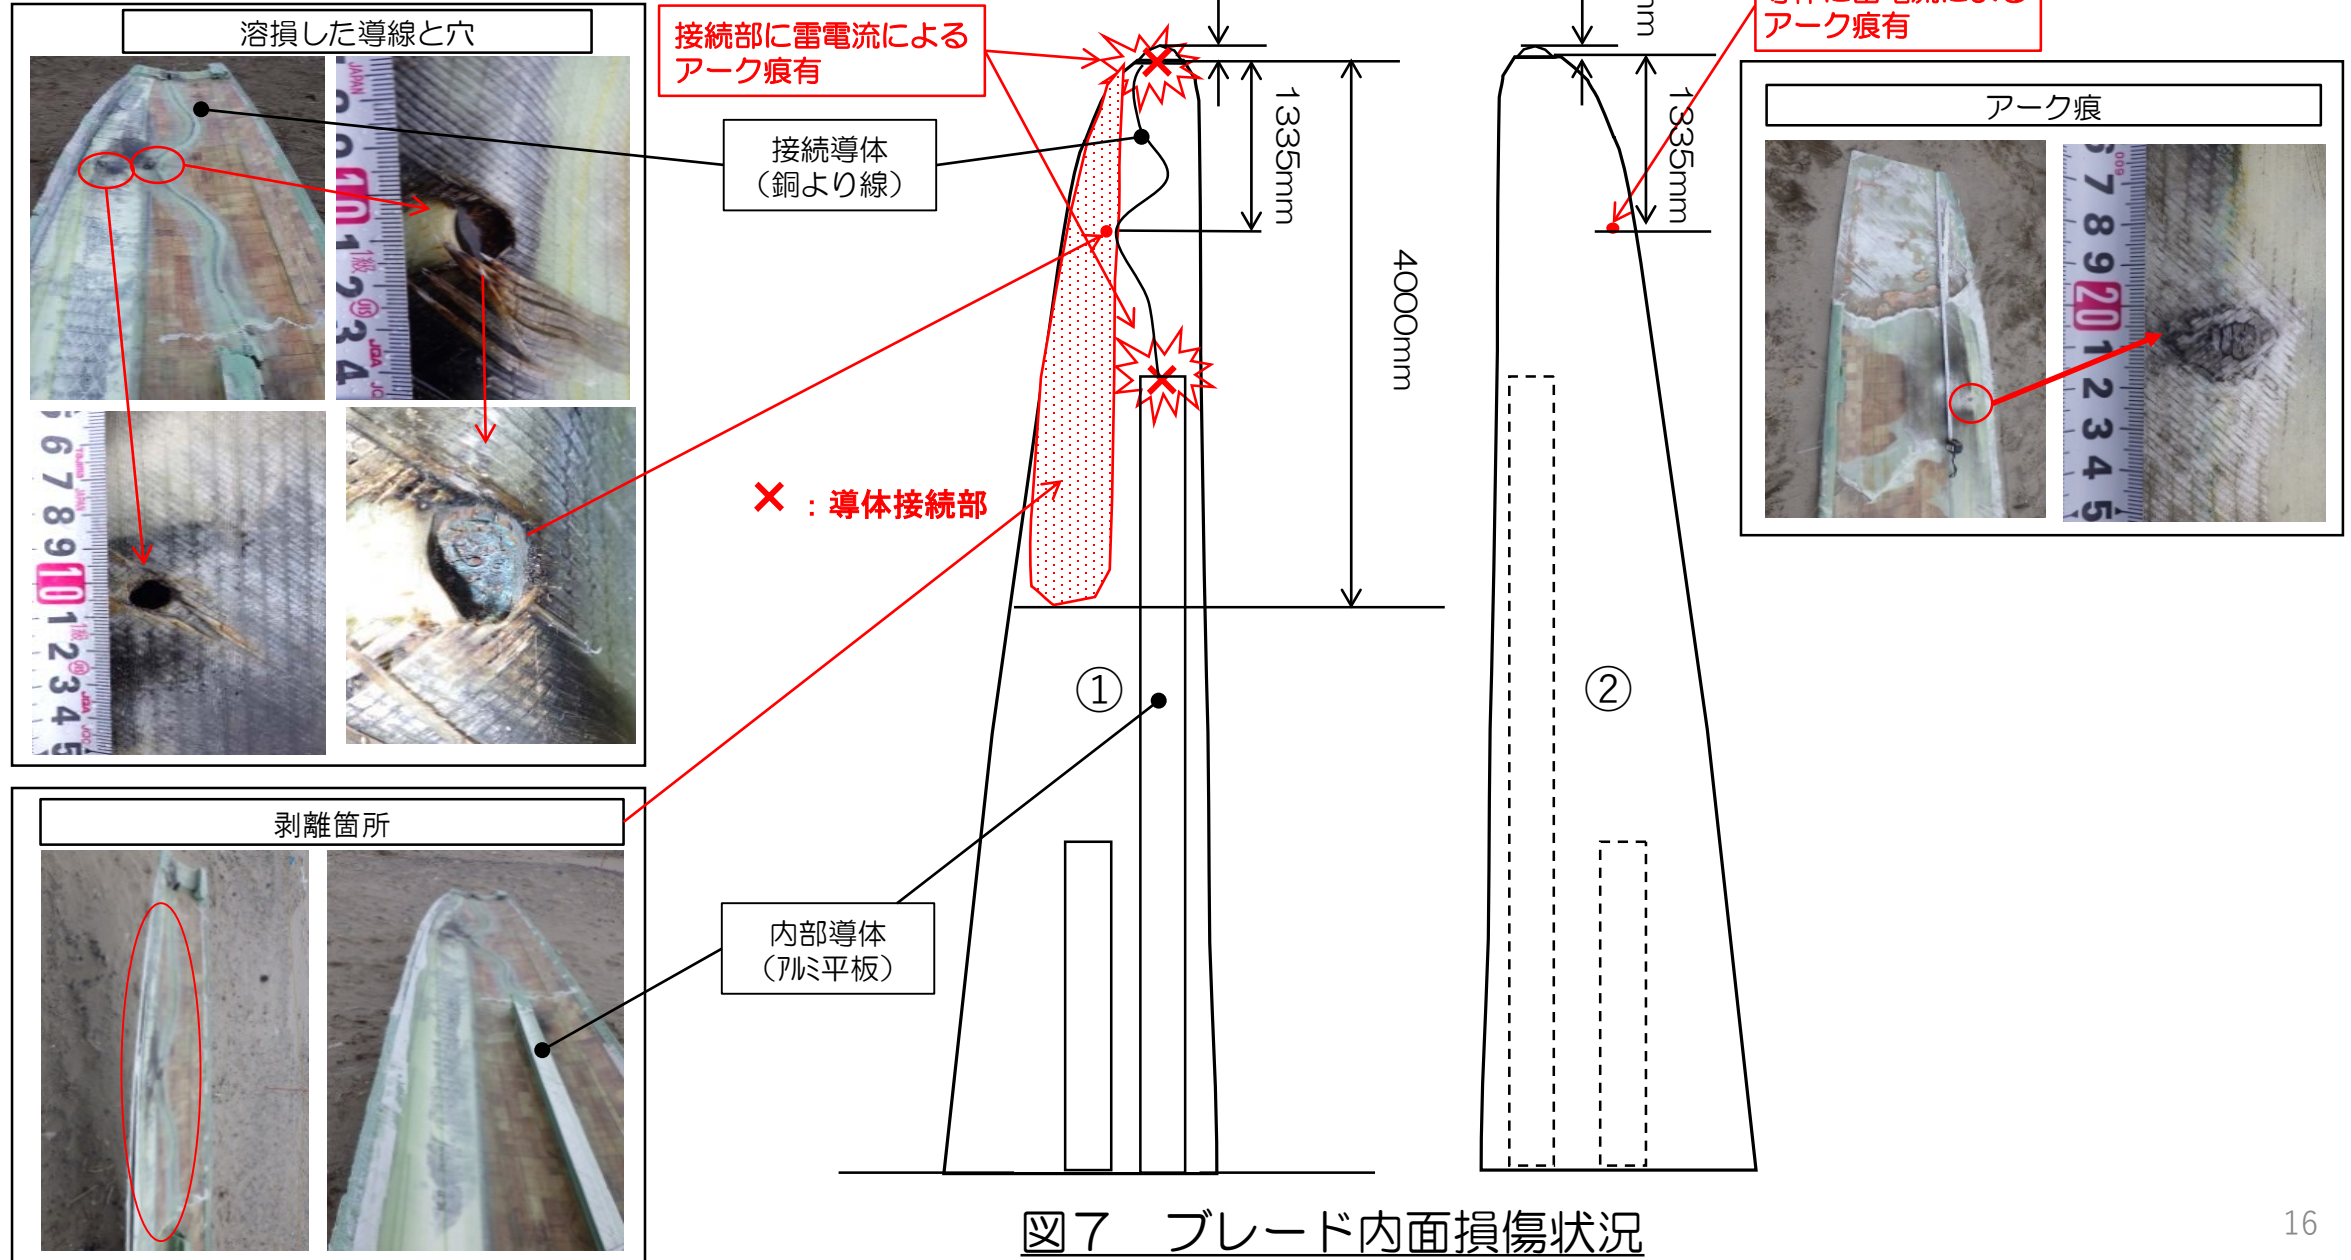 溶損した導線と穴
接続部に雷電流による
アーク痕有
アーク痕有
アーク痕
接続導体
（銅より線）
1335mm
4000mm
1335mm
× ：導体接続部
①
②
剥離箇所
内部導体
（アルミ平板）
図７　ブレード内面損傷状況
16